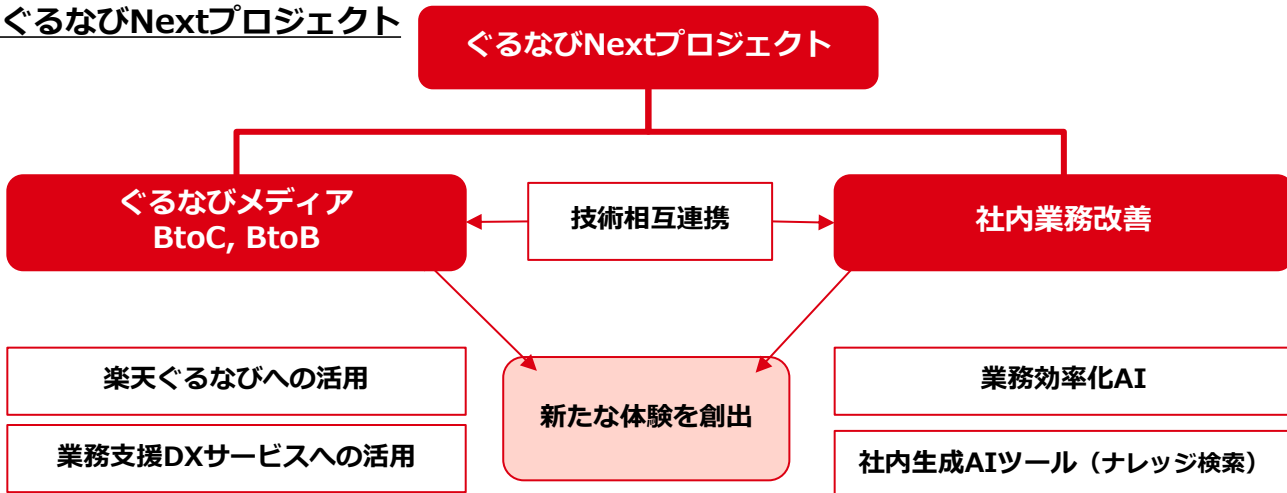 ぐるなびNextプロジェクト
ぐるなびNextプロジェクト
ぐるなびメディア
BtoC, BtoB
技術相互連携
社内業務改善
楽天ぐるなびへの活用
業務支援DXサービスへの活用
新たな体験を創出
業務効率化AI
社内生成AIツール（ナレッジ検索）